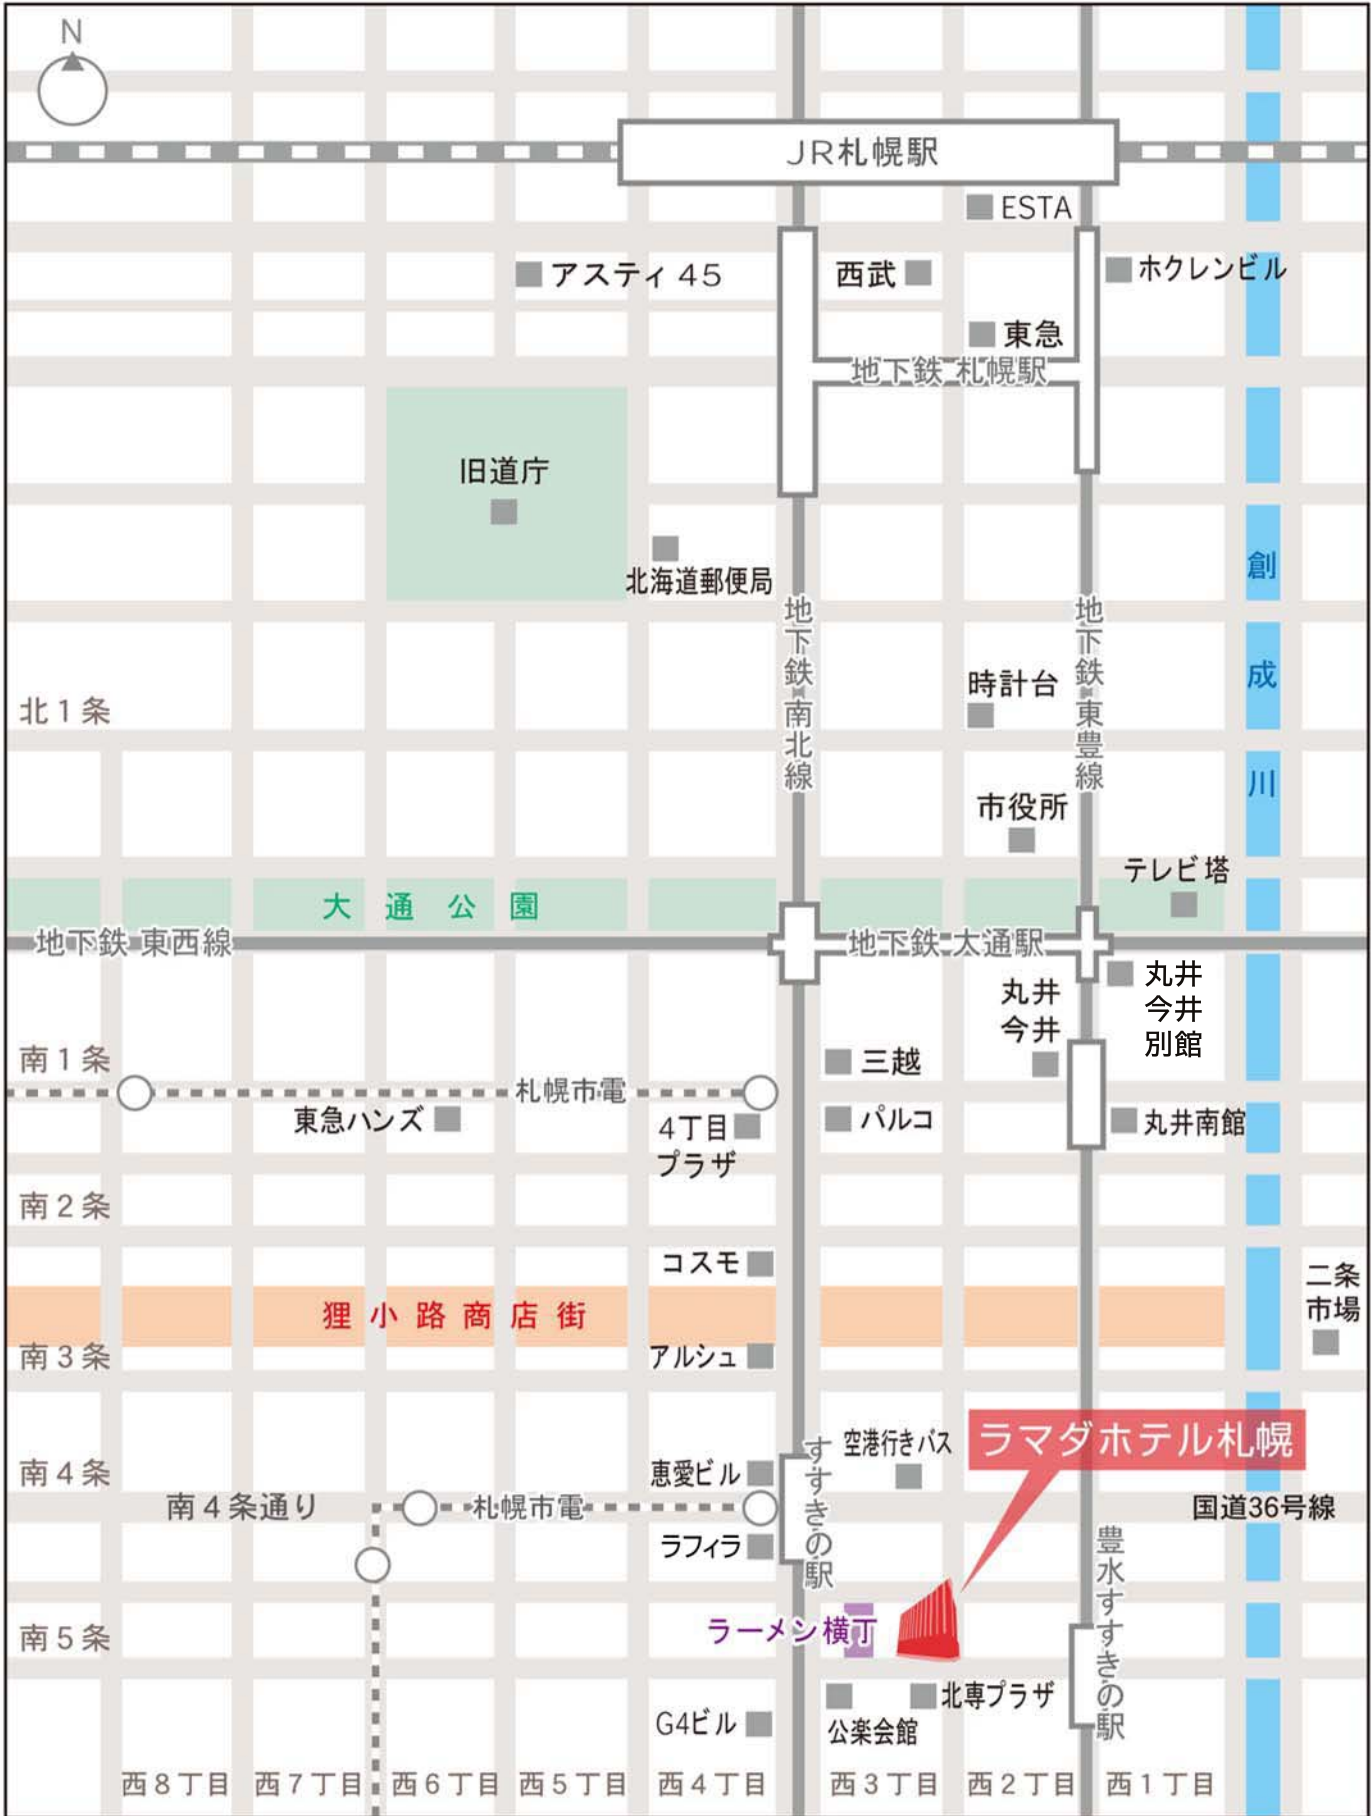 N
JR札幌駅
ESTA
アスティ45
西武
ホクレンビル
東急
地下鉄 札幌駅
旧道庁
北海道郵便局
創成川
地下鉄 南北線
地下鉄 東豊線
時計台
北1条
市役所
テレビ塔
大通公園
地下鉄 東西線
地下鉄 大通駅
丸井
今井
丸井
今井
別館
南1条
三越
札幌市電
東急ハンズ
4丁目
プラザ
パルコ
丸井南館
南2条
コスモ
二条
市場
狸小路商店街
南3条
アルシュ
ラマダホテル札幌
空港行きバス
すすきの駅
南4条
恵愛ビル
南4条通り
札幌市電
国道36号線
ラフィラ
豊水すすきの駅
ラーメン横丁
南5条
北専プラザ
G4ビル
公楽会館
西8丁目
西7丁目
西6丁目
西5丁目
西4丁目
西3丁目
西2丁目
西1丁目